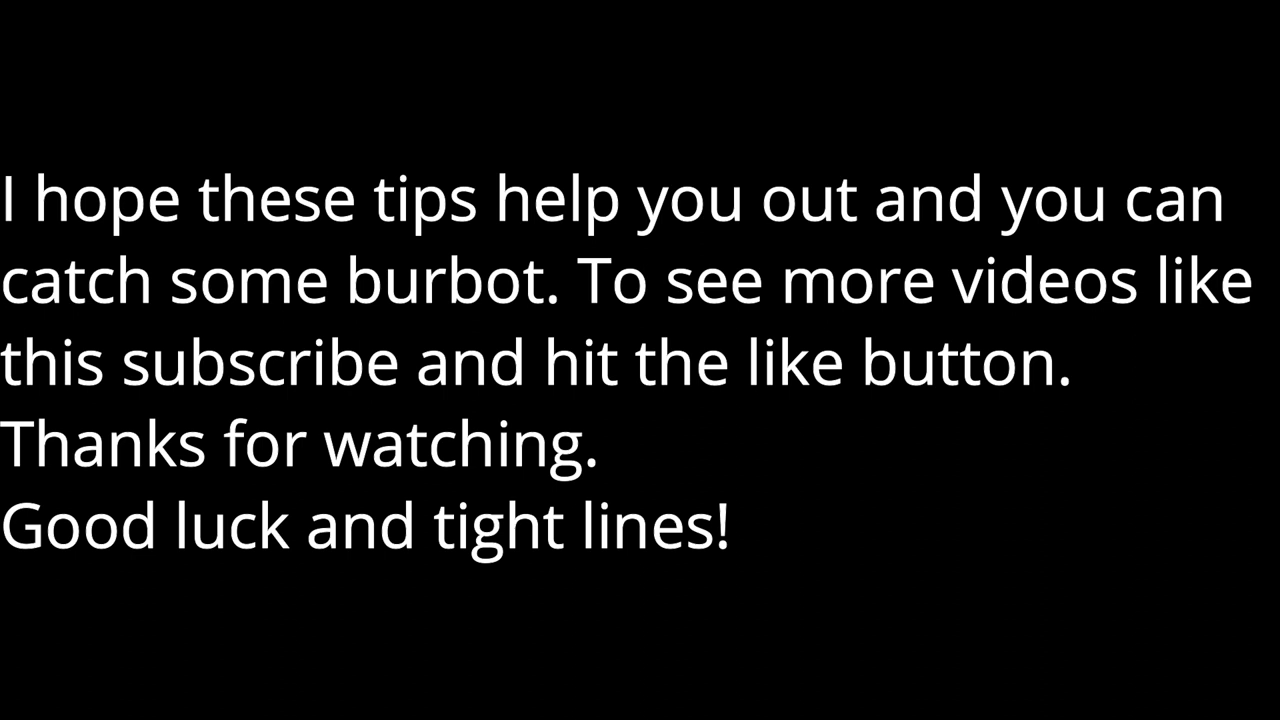 I hope these tips help you out and you can
catch some burbot. To see more videos like
this subscribe and hit the like button.
Thanks for watching.
Good luck and tight lines!